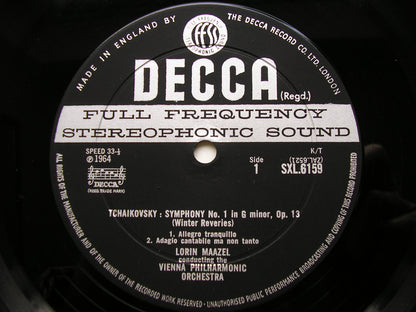 MADE IN ENGLAND BY
THE DECCA RECORD CO. LTD. LONDON
FFSS
DECCA
(Regd.)
FULL FREQUENCY
STEREOPHONIC SOUND
SPEED 33-⅓
℗ 1964
DECCA
K/T
(ZAL.6521)
Side
1
SXL.6159
TCHAIKOVSKY: SYMPHONY No. 1 in G minor, Op. 13
(Winter Reveries)
1. Allegro tranquillo
2. Adagio cantabile ma non tanto
LORIN MAAZEL
conducting the
VIENNA PHILHARMONIC
ORCHESTRA
ALL RIGHTS OF THE MANUFACTURER AND OF THE OWNER OF THE RECORDED WORK RESERVED · UNAUTHORISED PUBLIC PERFORMANCE BROADCASTING AND COPYING OF THIS RECORD PROHIBITED